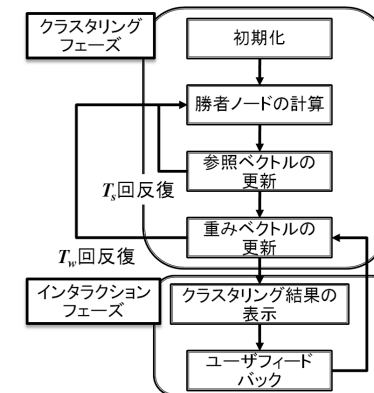 クラスタリング
フェーズ
初期化
勝者ノードの計算
参照ベクトルの
更新
Ts回反復
重みベクトルの
更新
Tw回反復
インタラクション
フェーズ
クラスタリング結果の
表示
ユーザフィード
バック